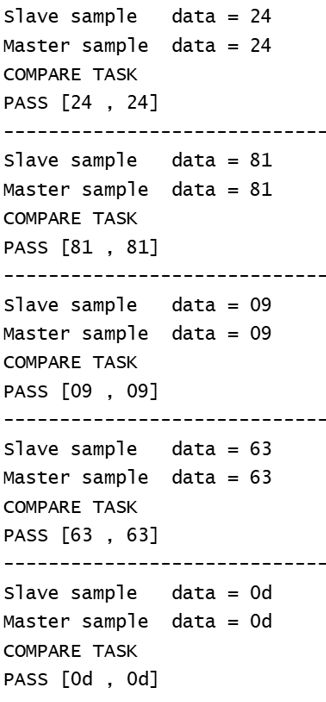 Slave sample   data = 24
Master sample  data = 24
COMPARE TASK
PASS [24 , 24]
-----------------------------
Slave sample   data = 81
Master sample  data = 81
COMPARE TASK
PASS [81 , 81]
-----------------------------
Slave sample   data = 09
Master sample  data = 09
COMPARE TASK
PASS [09 , 09]
-----------------------------
Slave sample   data = 63
Master sample  data = 63
COMPARE TASK
PASS [63 , 63]
-----------------------------
Slave sample   data = 0d
Master sample  data = 0d
COMPARE TASK
PASS [0d , 0d]